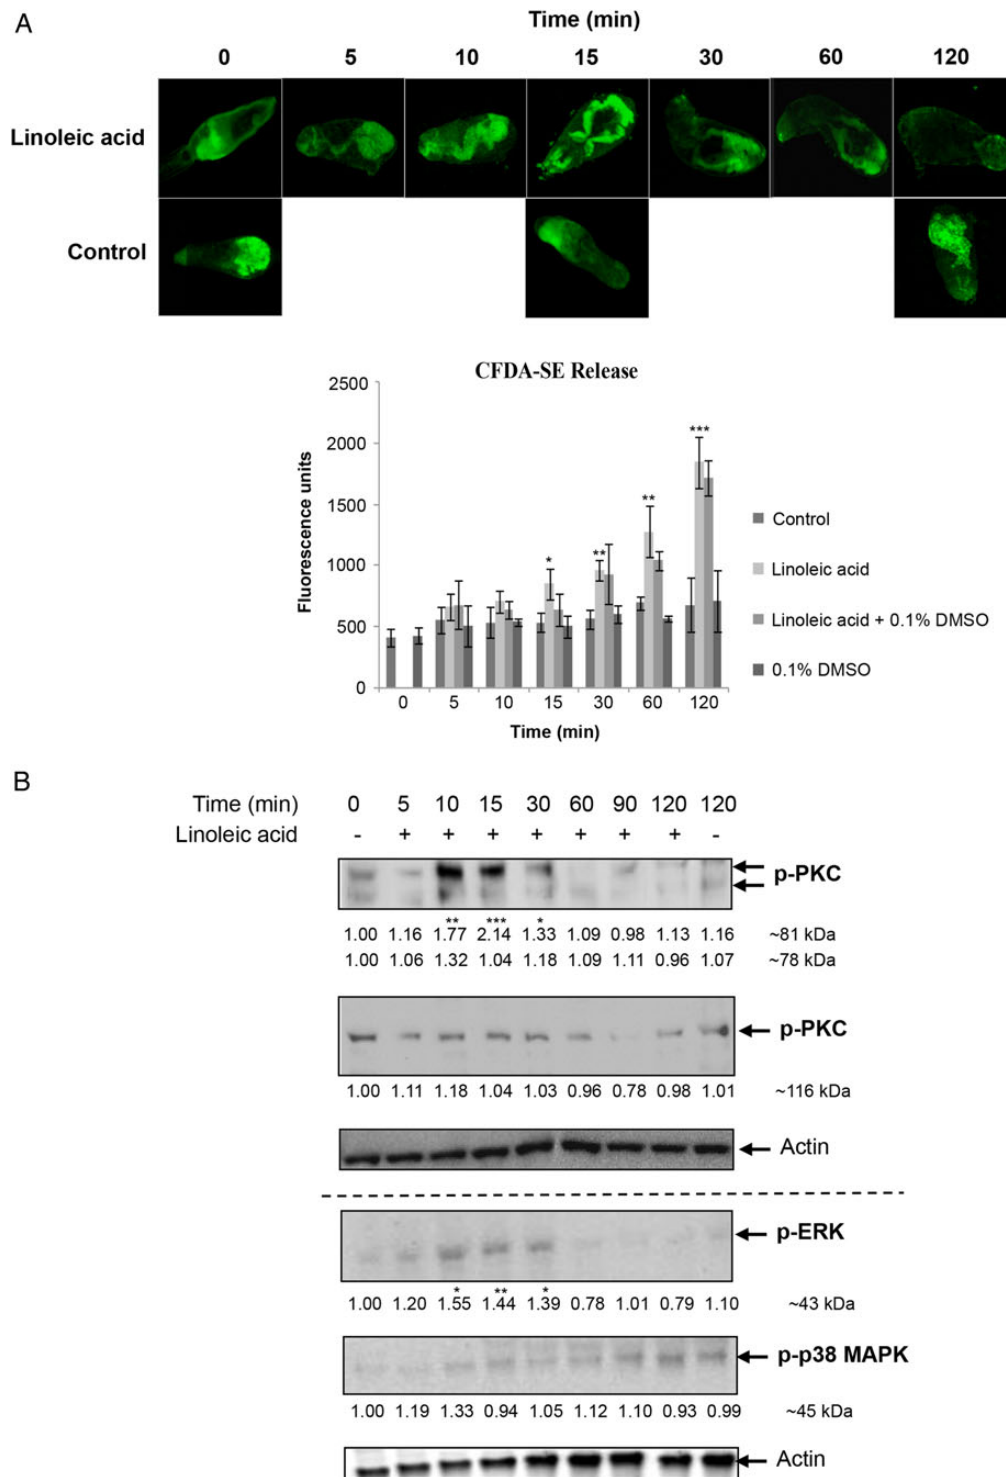 A
Time (min)
0 5 10 15 30 60 120
Linoleic acid
Control
CFDA-SE Release
Fluorescence units
2500
2000
1500
1000
500
0
* ** ** ***
0 5 10 15 30 60 120
Time (min)
Control
Linoleic acid
Linoleic acid + 0.1% DMSO
0.1% DMSO
B
Time (min) 0 5 10 15 30 60 90 120 120
Linoleic acid - + + + + + + + -
p-PKC
** *** *
1.00 1.16 1.77 2.14 1.33 1.09 0.98 1.13 1.16 ~81 kDa
1.00 1.06 1.32 1.04 1.18 1.09 1.11 0.96 1.07 ~78 kDa
p-PKC
1.00 1.11 1.18 1.04 1.03 0.96 0.78 0.98 1.01 ~116 kDa
Actin
p-ERK
* ** *
1.00 1.20 1.55 1.44 1.39 0.78 1.01 0.79 1.10 ~43 kDa
p-p38 MAPK
1.00 1.19 1.33 0.94 1.05 1.12 1.10 0.93 0.99 ~45 kDa
Actin